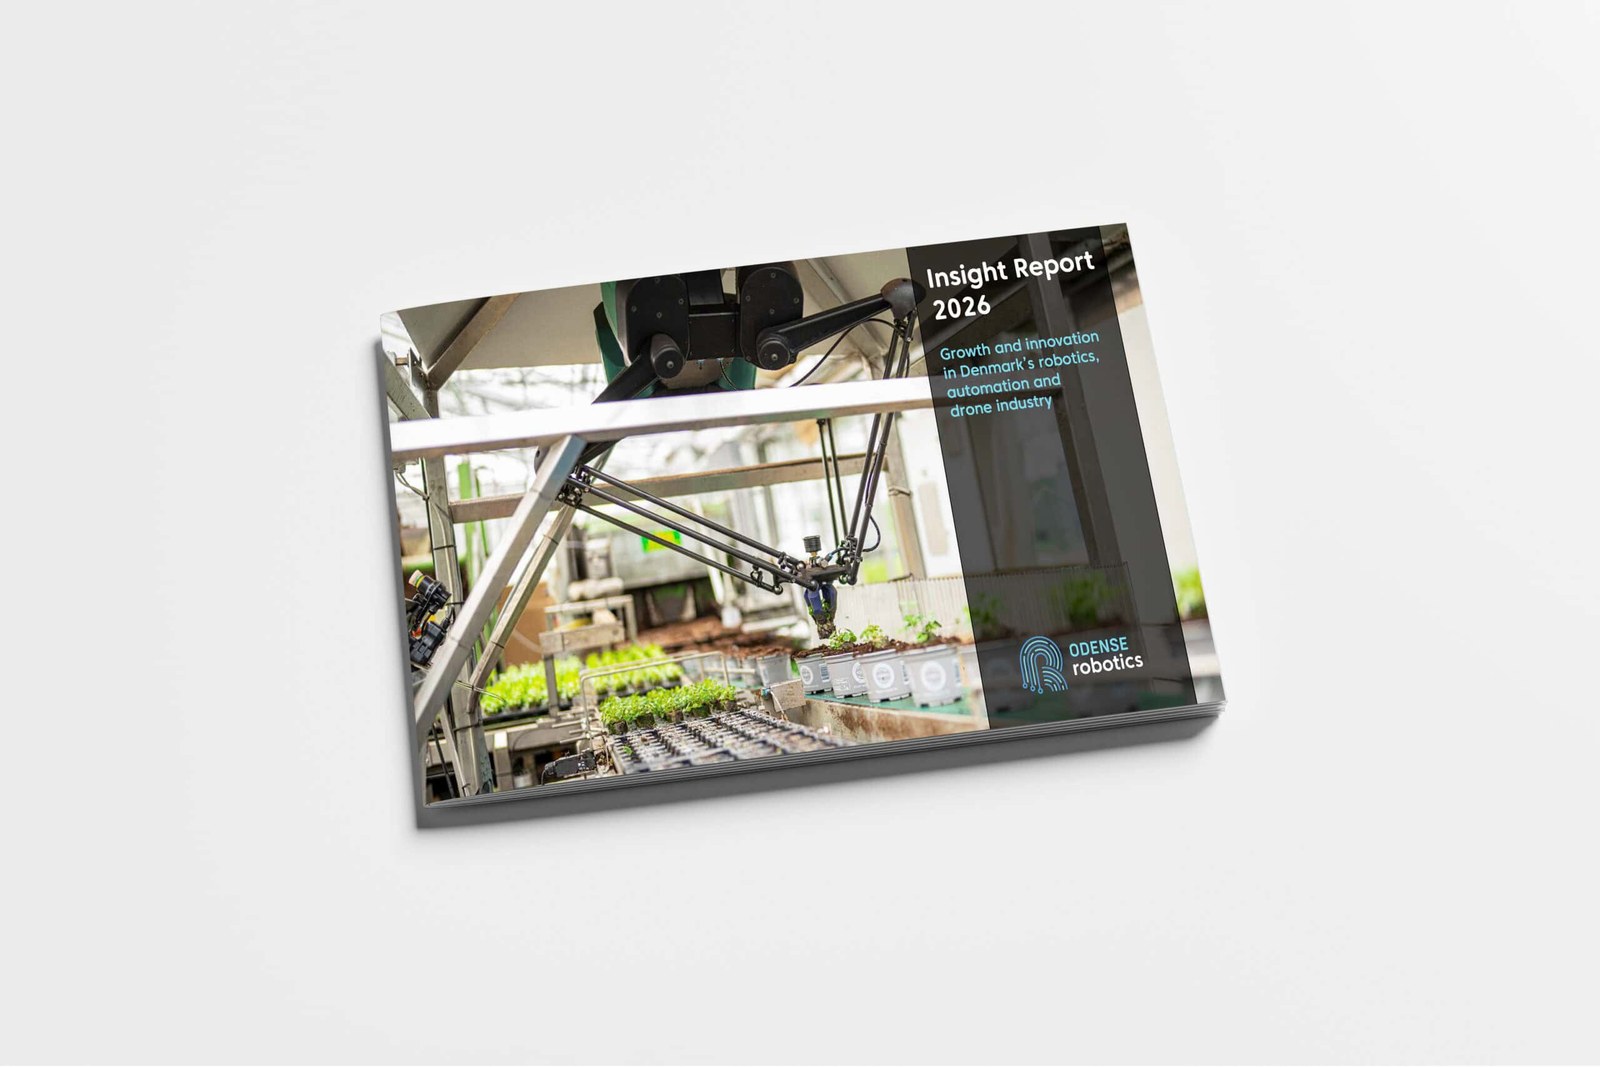 Insight Report
2026
Growth and innovation
in Denmark's robotics,
automation and
drone industry
ODENSE
robotics